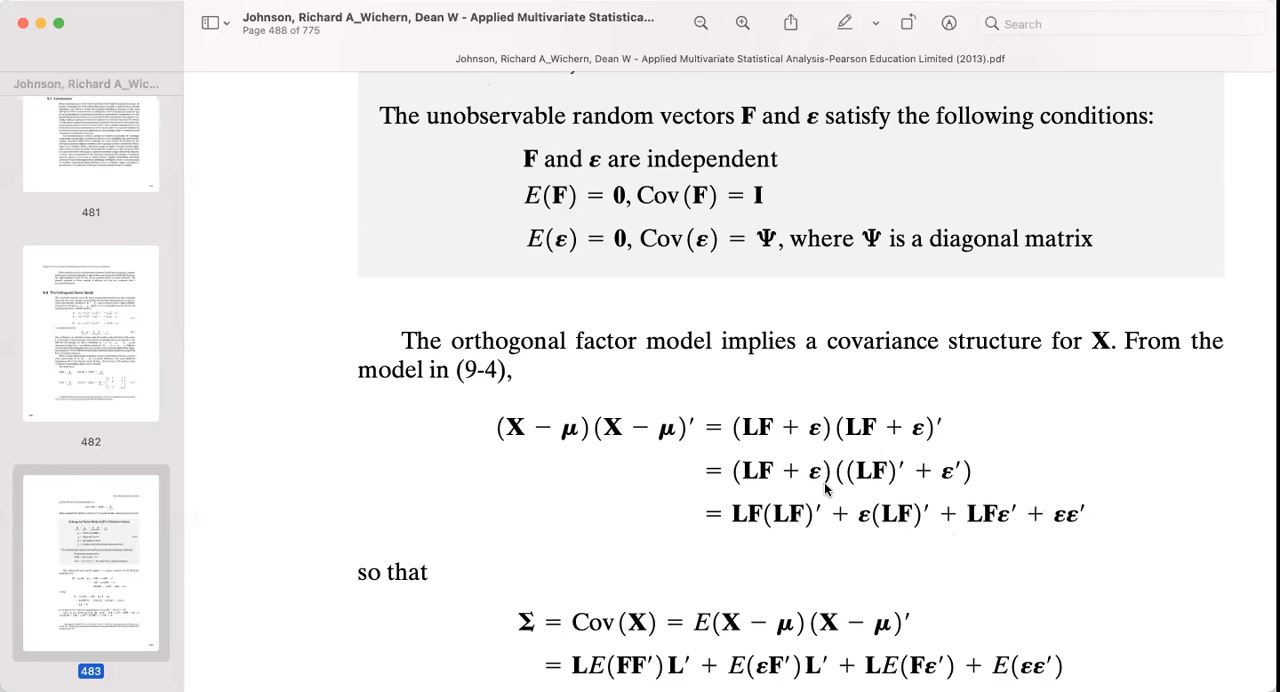 Johnson, Richard A_Wichern, Dean W - Applied Multivariate Statistica...
Page 488 of 775
Search
Johnson, Richard A_Wic...
Johnson, Richard A_Wichern, Dean W - Applied Multivariate Statistical Analysis-Pearson Education Limited (2013).pdf
481
482
483
The unobservable random vectors F and ε satisfy the following conditions:
F and ε are independent
E(F) = 0, Cov (F) = I
E(ε) = 0, Cov (ε) = Ψ, where Ψ is a diagonal matrix
The orthogonal factor model implies a covariance structure for X. From the
model in (9-4),
(X − μ)(X − μ)′ = (LF + ε)(LF + ε)′
= (LF + ε)((LF)′ + ε′)
= LF(LF)′ + ε(LF)′ + LFε′ + εε′
so that
Σ = Cov (X) = E(X − μ)(X − μ)′
= LE(FF′)L′ + E(εF′)L′ + LE(Fε′) + E(εε′)